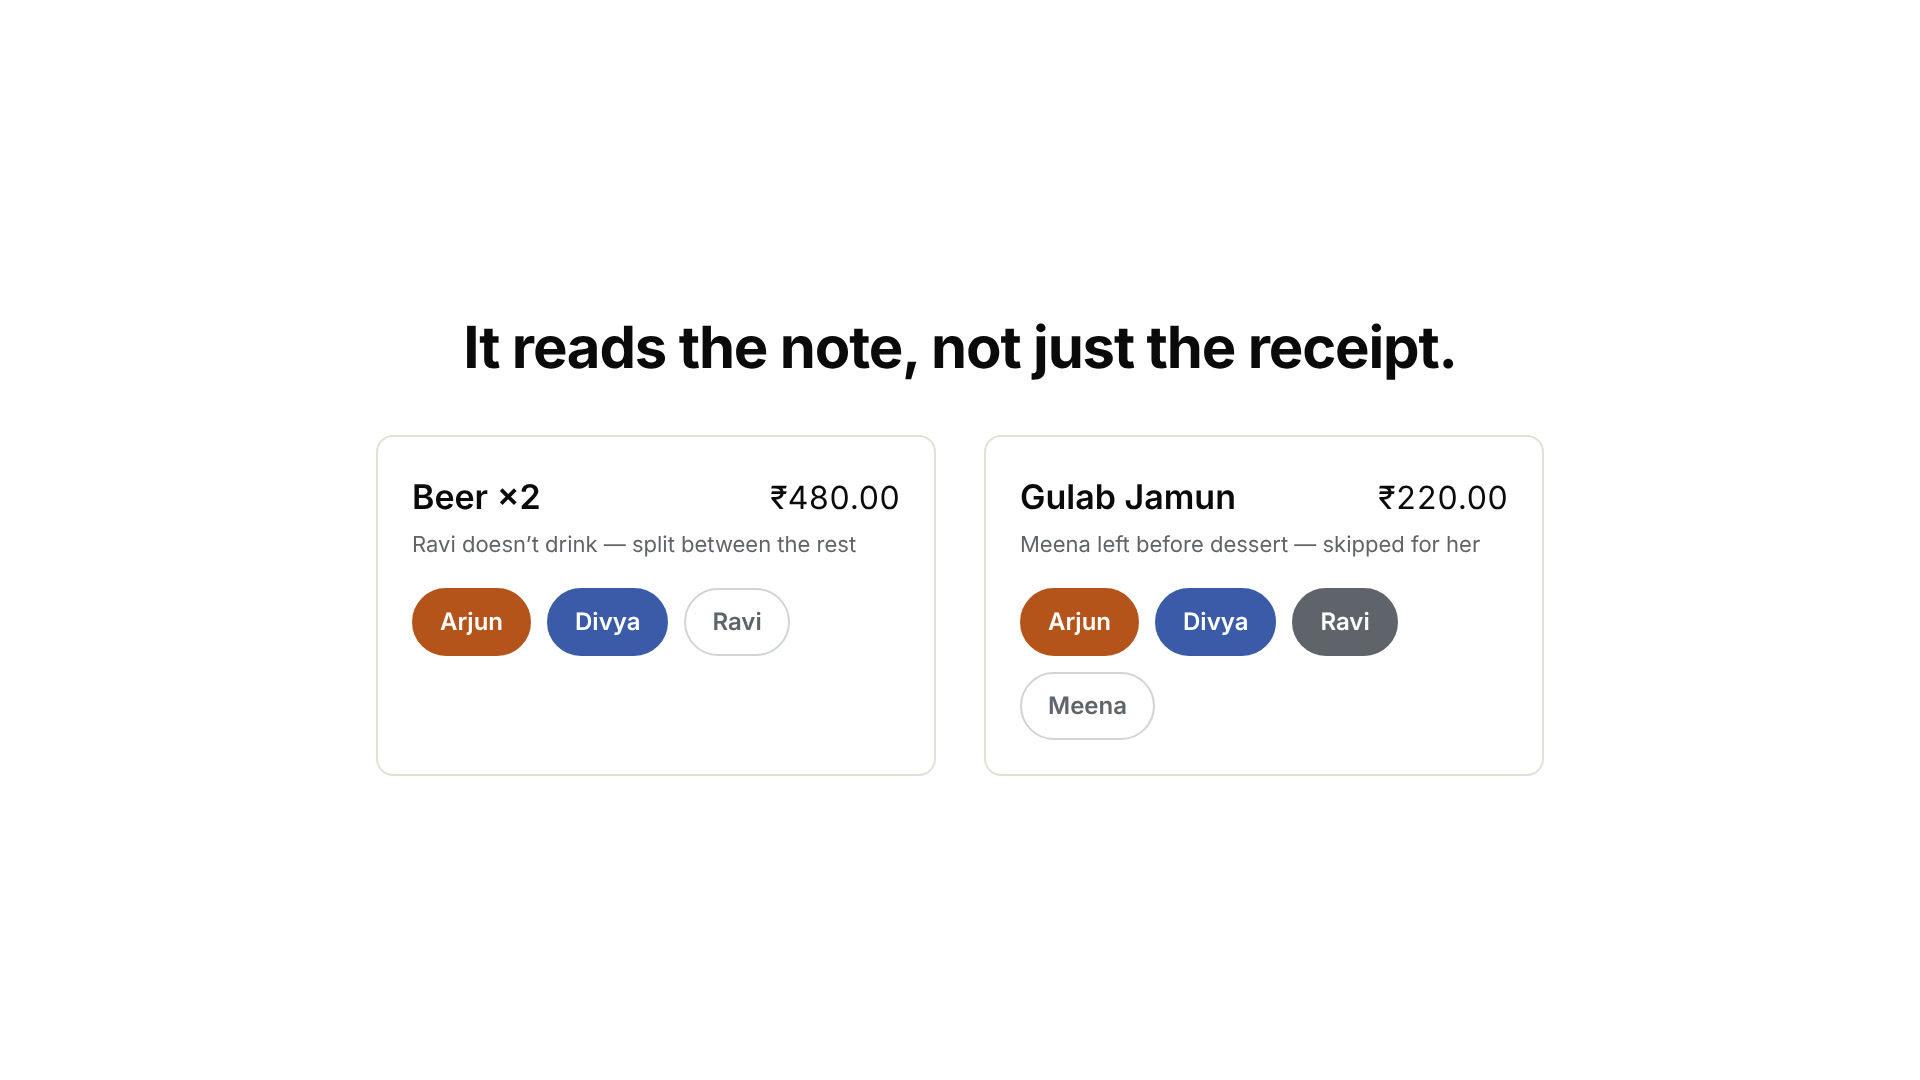 It reads the note, not just the receipt.
Beer ×2 ₹480.00
Ravi doesn’t drink — split between the rest
Arjun Divya Ravi
Gulab Jamun ₹220.00
Meena left before dessert — skipped for her
Arjun Divya Ravi
Meena